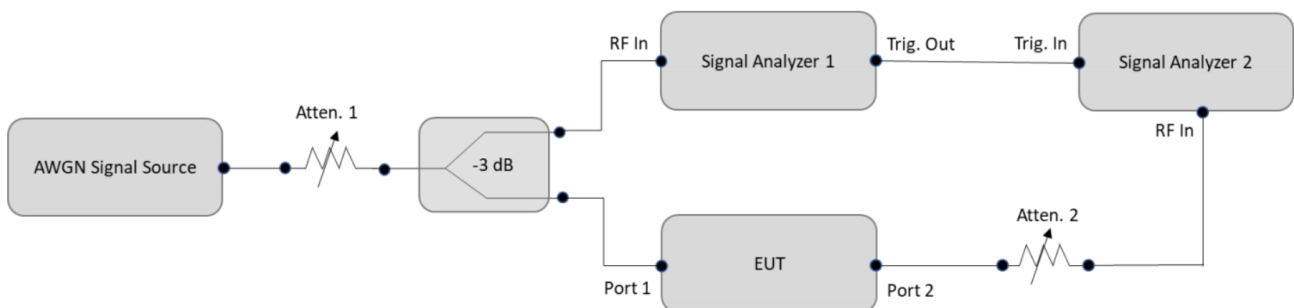 RF In
Signal Analyzer 1
Trig. Out
Trig. In
Signal Analyzer 2
Atten. 1
RF In
AWGN Signal Source
-3 dB
Atten. 2
EUT
Port 1
Port 2